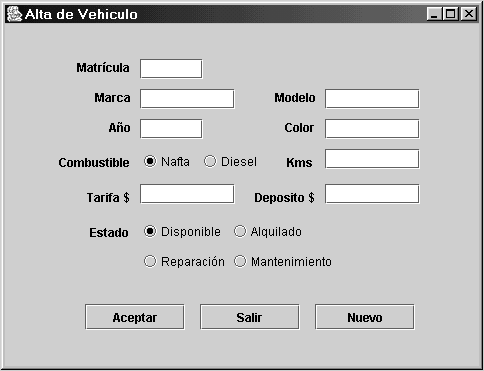 Alta de Vehiculo
Matrícula
Marca Modelo
Año Color
Combustible Nafta Diesel Kms
Tarifa $ Deposito $
Estado Disponible Alquilado
Reparación Mantenimiento
Aceptar Salir Nuevo